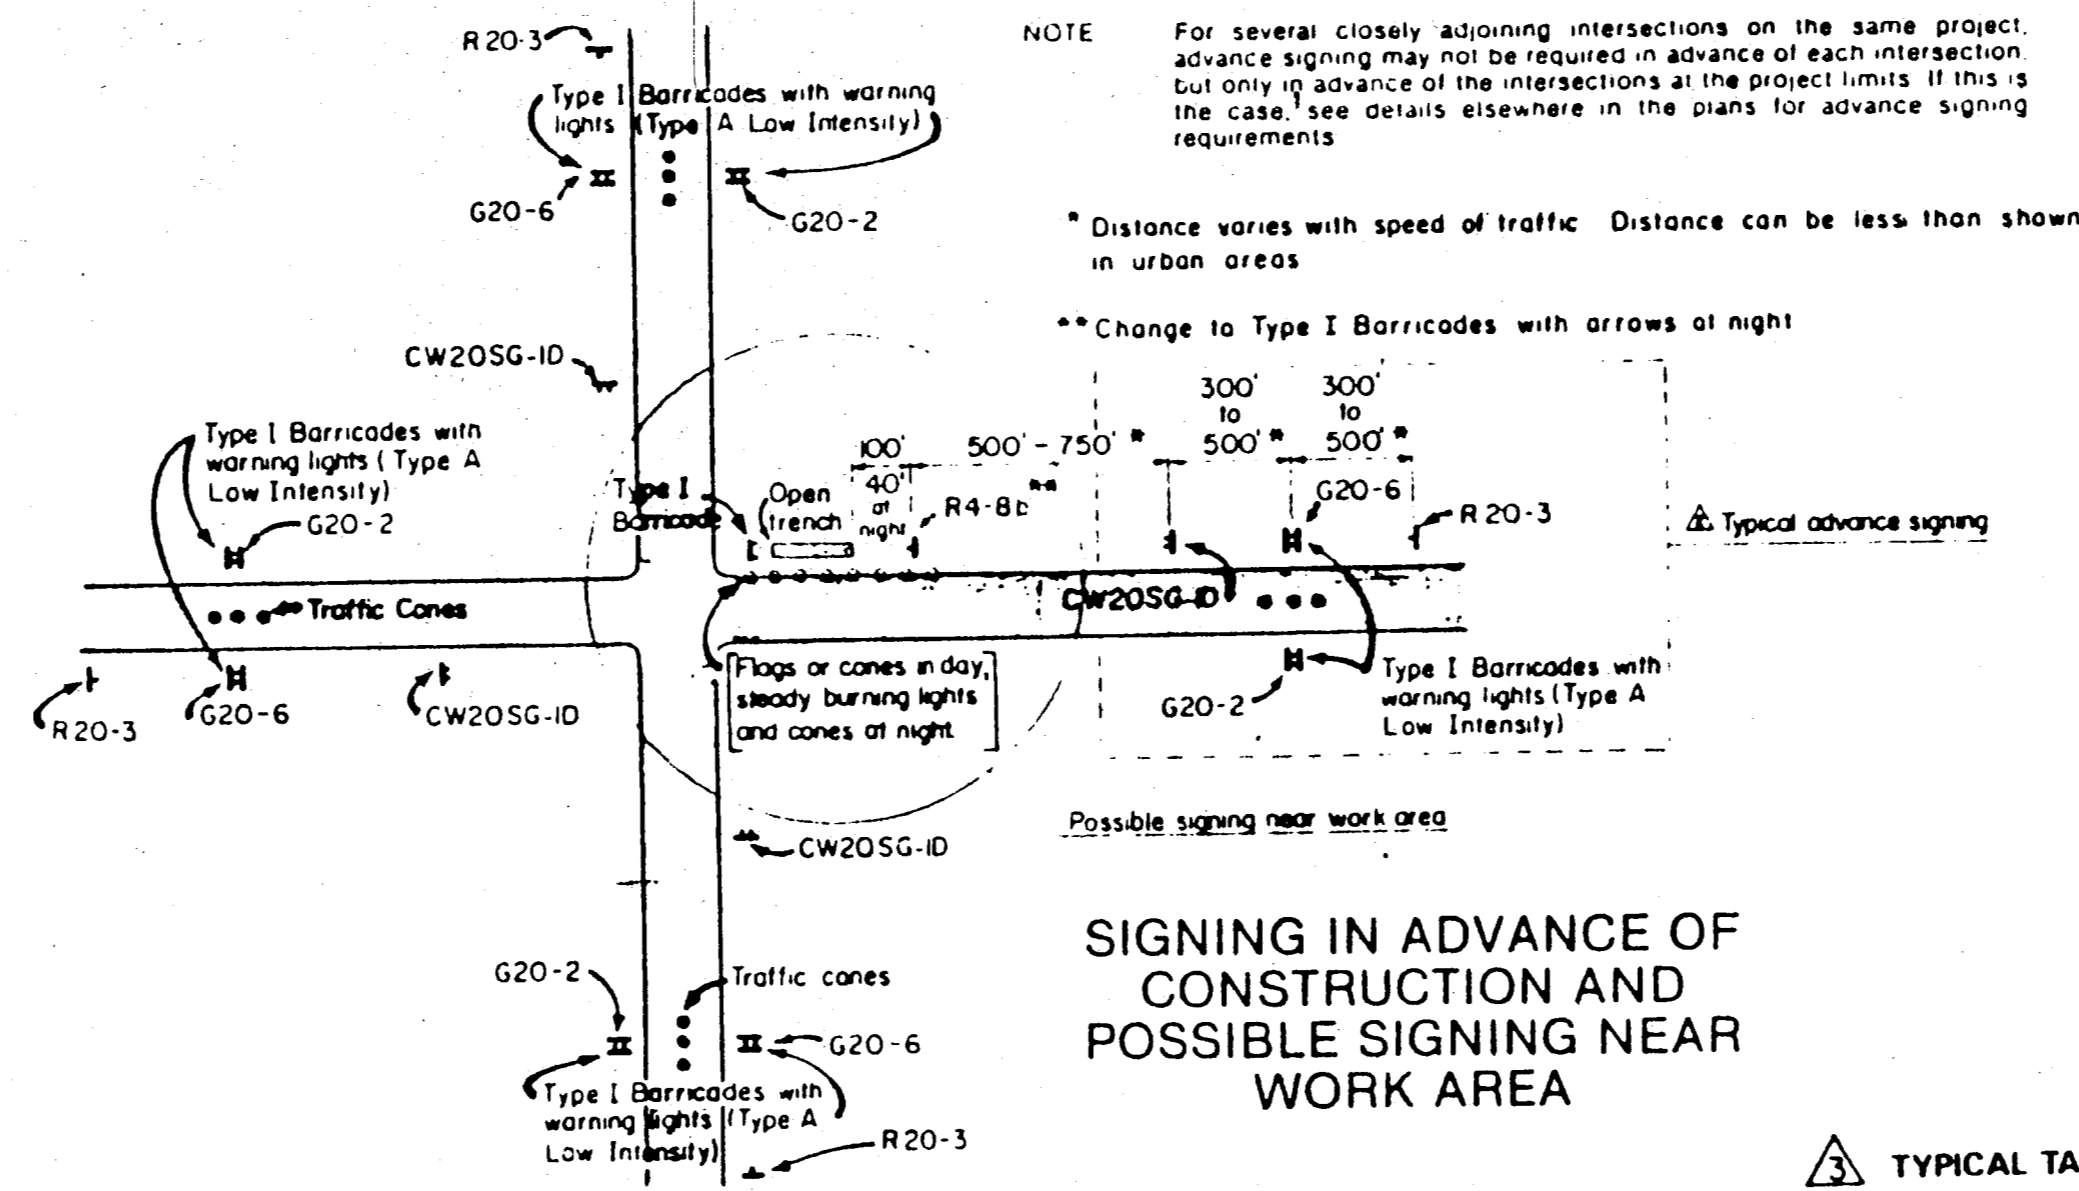 R20-3
Type I Barricades with warning
lights (Type A Low Intensity)
G20-6
G20-2
NOTE
For several closely adjoining intersections on the same project,
advance signing may not be required in advance of each intersection,
but only in advance of the intersections at the project limits If this is
the case, see details elsewhere in the plans for advance signing
requirements
* Distance varies with speed of traffic Distance can be less than shown
in urban areas
** Change to Type I Barricades with arrows at night
CW20SG-1D
Type I Barricades with
warning lights (Type A
Low Intensity)
G20-2
Traffic Cones
R20-3
G20-6
CW20SG-1D
Type I
Barricade
Open
trench
100'
40'
at
night
500' - 750' *
**
R4-8b
300'
to
500' *
300'
to
500' *
G20-6
R20-3
CW20SG-1D
G20-2
Type I Barricades with
warning lights (Type A
Low Intensity)
Typical advance signing
[Flags or cones in day,
steady burning lights
and cones at night]
Possible signing near work area
CW20SG-1D
G20-2
Traffic cones
G20-6
Type I Barricades with
warning lights (Type A
Low Intensity)
R20-3
SIGNING IN ADVANCE OF
CONSTRUCTION AND
POSSIBLE SIGNING NEAR
WORK AREA
3 TYPICAL TA